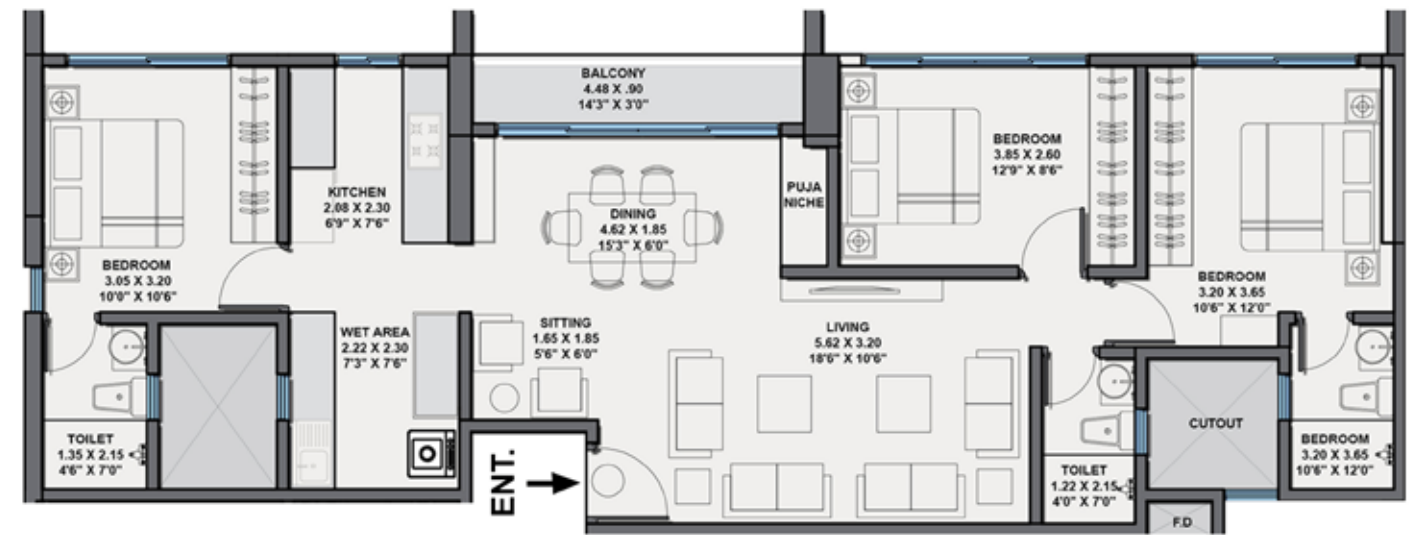 BALCONY
4.48 X .90
14'3" X 3'0"
BEDROOM
3.85 X 2.60
12'9" X 8'6"
PUJA
NICHE
KITCHEN
2.08 X 2.30
6'9" X 7'6"
DINING
4.62 X 1.85
15'3" X 6'0"
BEDROOM
3.05 X 3.20
10'0" X 10'6"
BEDROOM
3.20 X 3.65
10'6" X 12'0"
WET AREA
2.22 X 2.30
7'3" X 7'6"
SITTING
1.65 X 1.85
5'6" X 6'0"
LIVING
5.62 X 3.20
18'6" X 10'6"
CUTOUT
TOILET
1.35 X 2.15
4'6" X 7'0"
ENT.
TOILET
1.22 X 2.15
4'0" X 7'0"
BEDROOM
3.20 X 3.65
10'6" X 12'0"
F.D